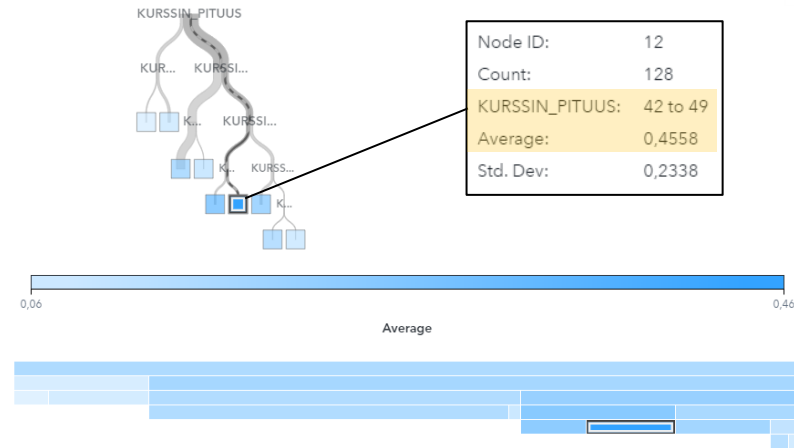 KURSSIN_PITUUS
KUR... KURSSI...
K... KURSSI...
K... KURSS...
K...
Node ID: 12
Count: 128
KURSSIN_PITUUS: 42 to 49
Average: 0,4558
Std. Dev: 0,2338
0,06 0,46
Average